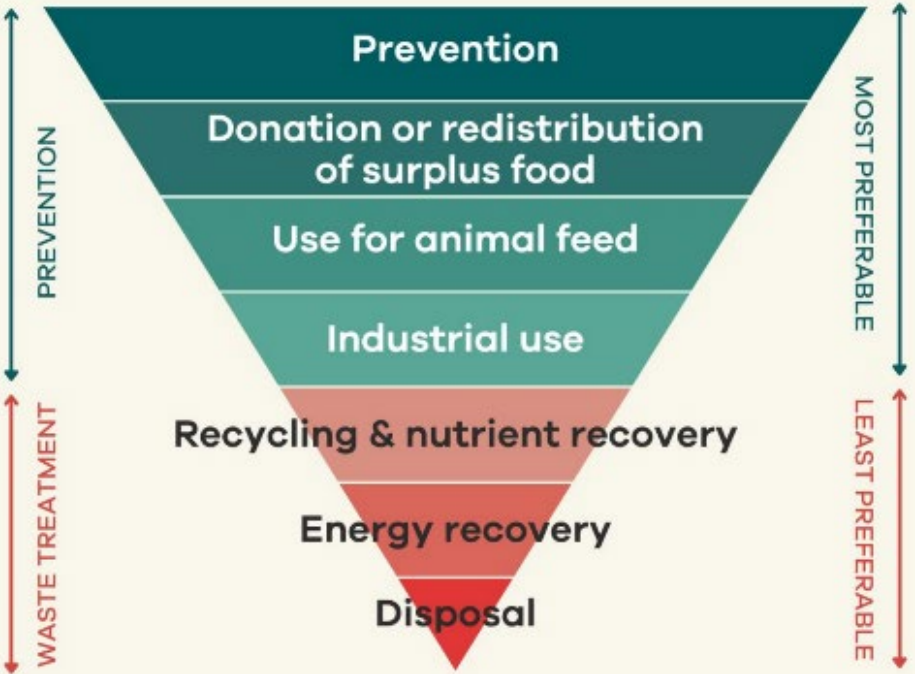 Prevention
Donation or redistribution
of surplus food
Use for animal feed
Industrial use
Recycling & nutrient recovery
Energy recovery
Disposal
PREVENTION
WASTE TREATMENT
MOST PREFERABLE
LEAST PREFERABLE